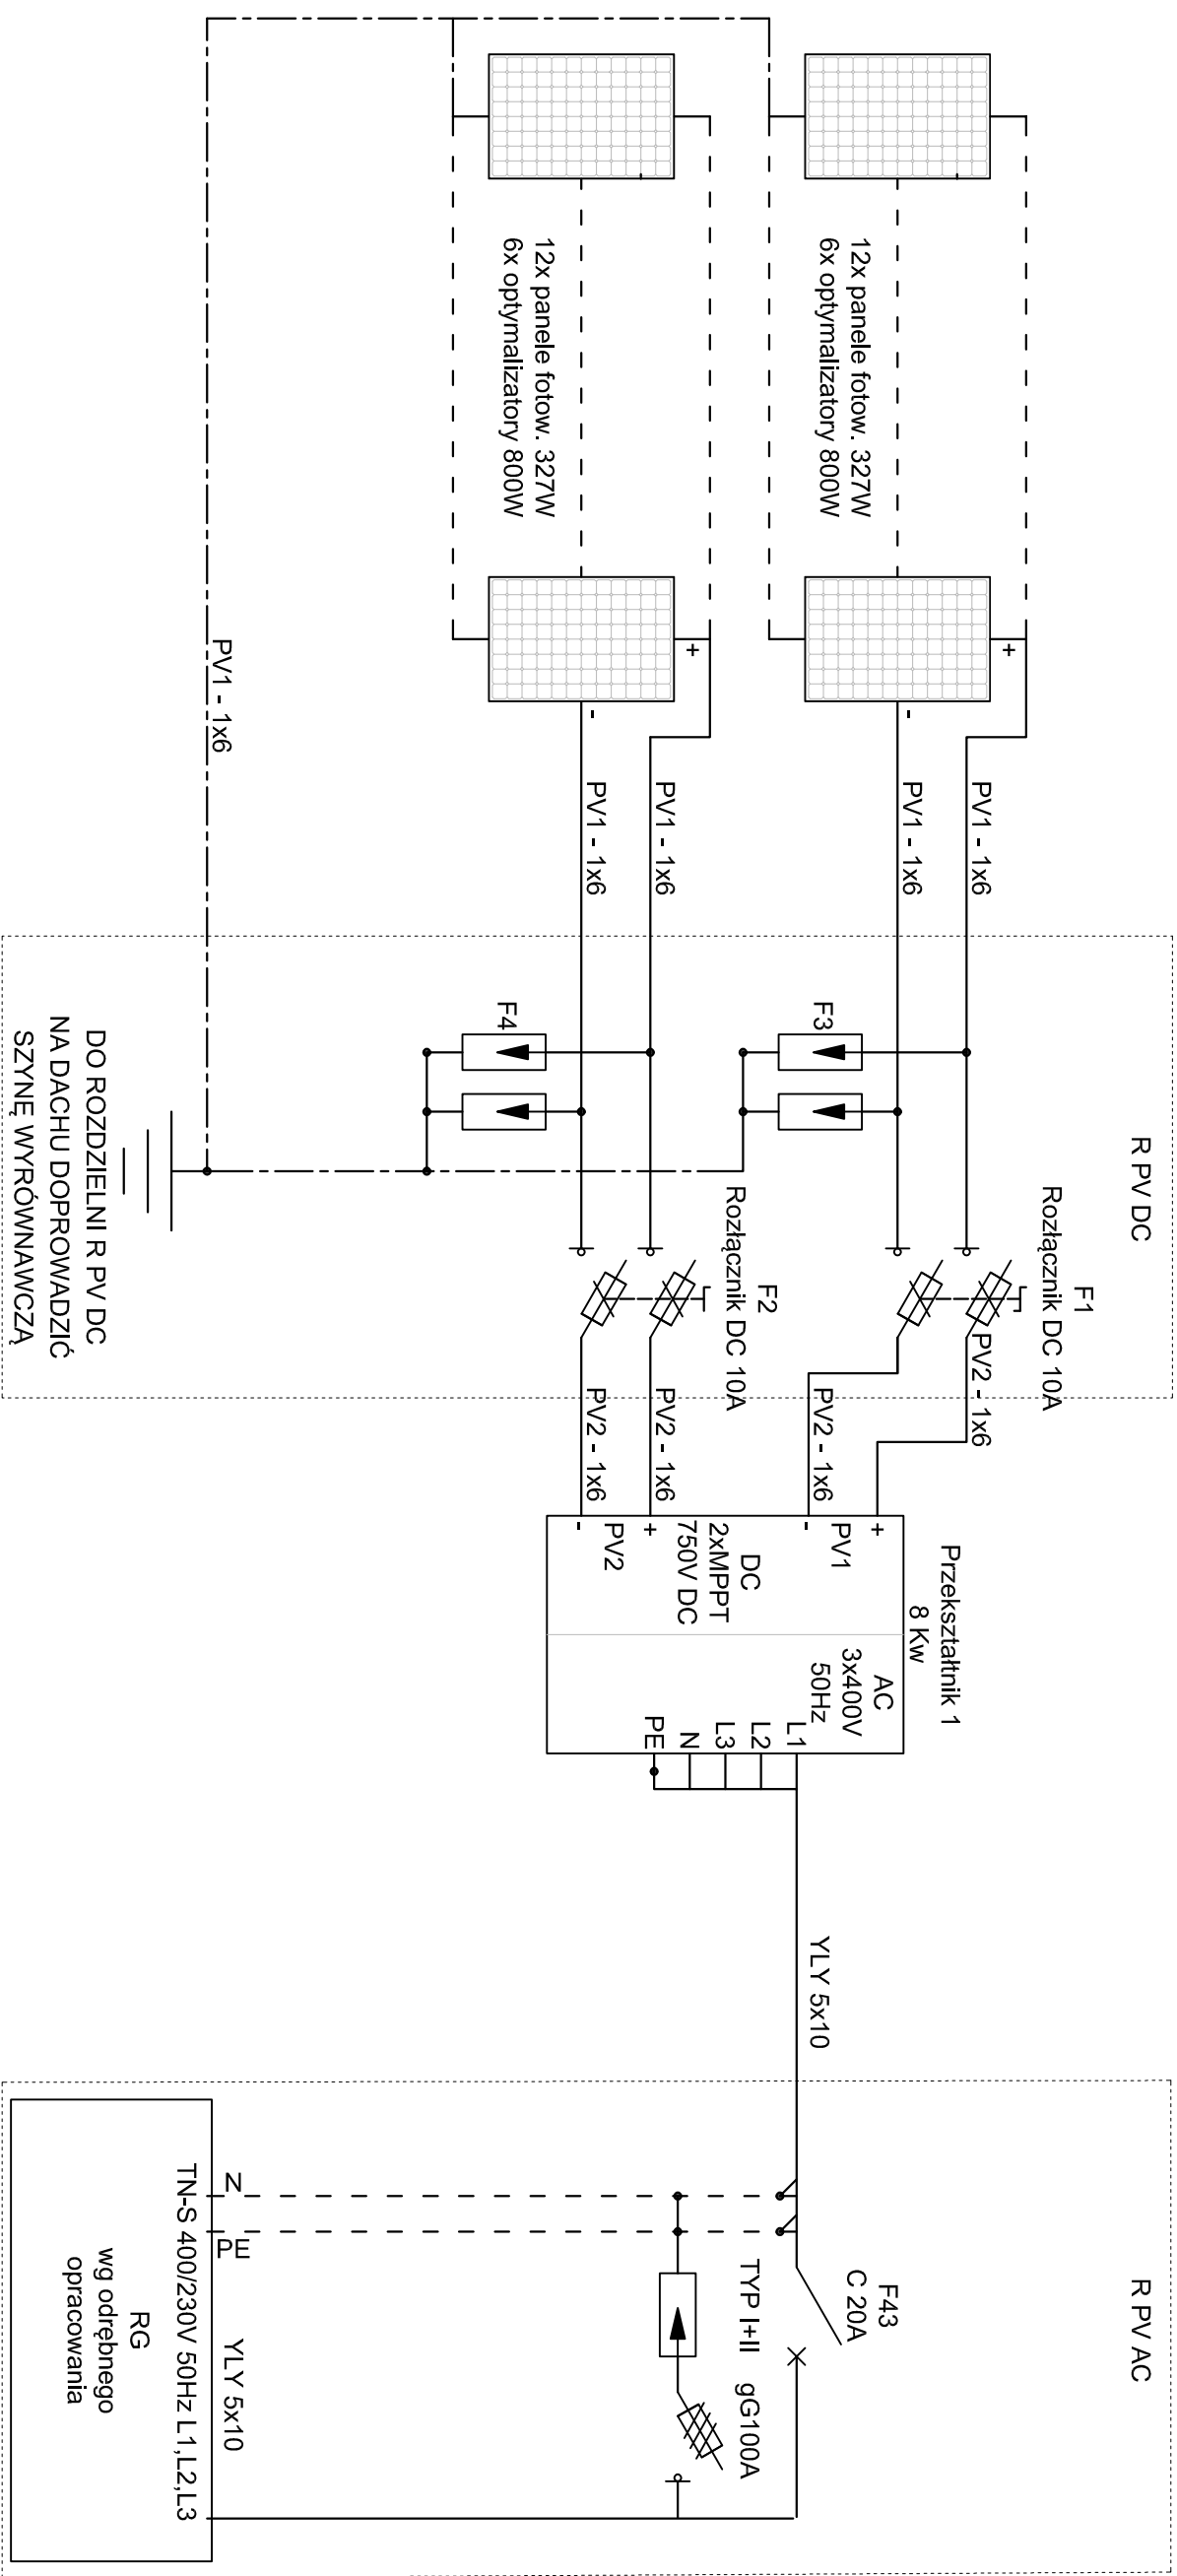 12x panele fotow. 327W
6x optymalizatory 800W
12x panele fotow. 327W
6x optymalizatory 800W
+
-
+
-
PV1 - 1x6
PV1 - 1x6
PV1 - 1x6
PV1 - 1x6
PV1 - 1x6
R PV DC
F1
Rozłącznik DC 10A
F2
Rozłącznik DC 10A
F3
F4
DO ROZDZIELNI R PV DC
NA DACHU DOPROWADZIĆ
SZYNĘ WYRÓWNAWCZĄ
PV2 - 1x6
PV2 - 1x6
PV2 - 1x6
PV2 - 1x6
Przekształtnik 1
8 Kw
+
PV1
-
DC
2xMPPT
750V DC
+
PV2
-
AC
3x400V
50Hz
L1
L2
L3
N
PE
YLY 5x10
R PV AC
F43
C 20A
TYP I+II
gG100A
N
PE
YLY 5x10
TN-S 400/230V 50Hz L1,L2,L3
RG
wg odrębnego
opracowania